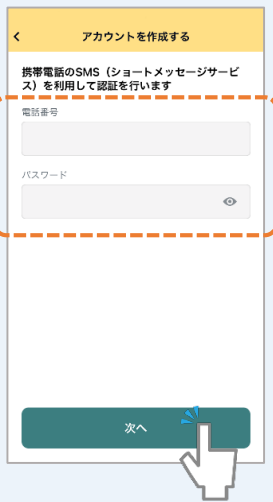 アカウントを作成する
携帯電話のSMS（ショートメッセージサービ
ス）を利用して認証を行います
電話番号
パスワード
次へ